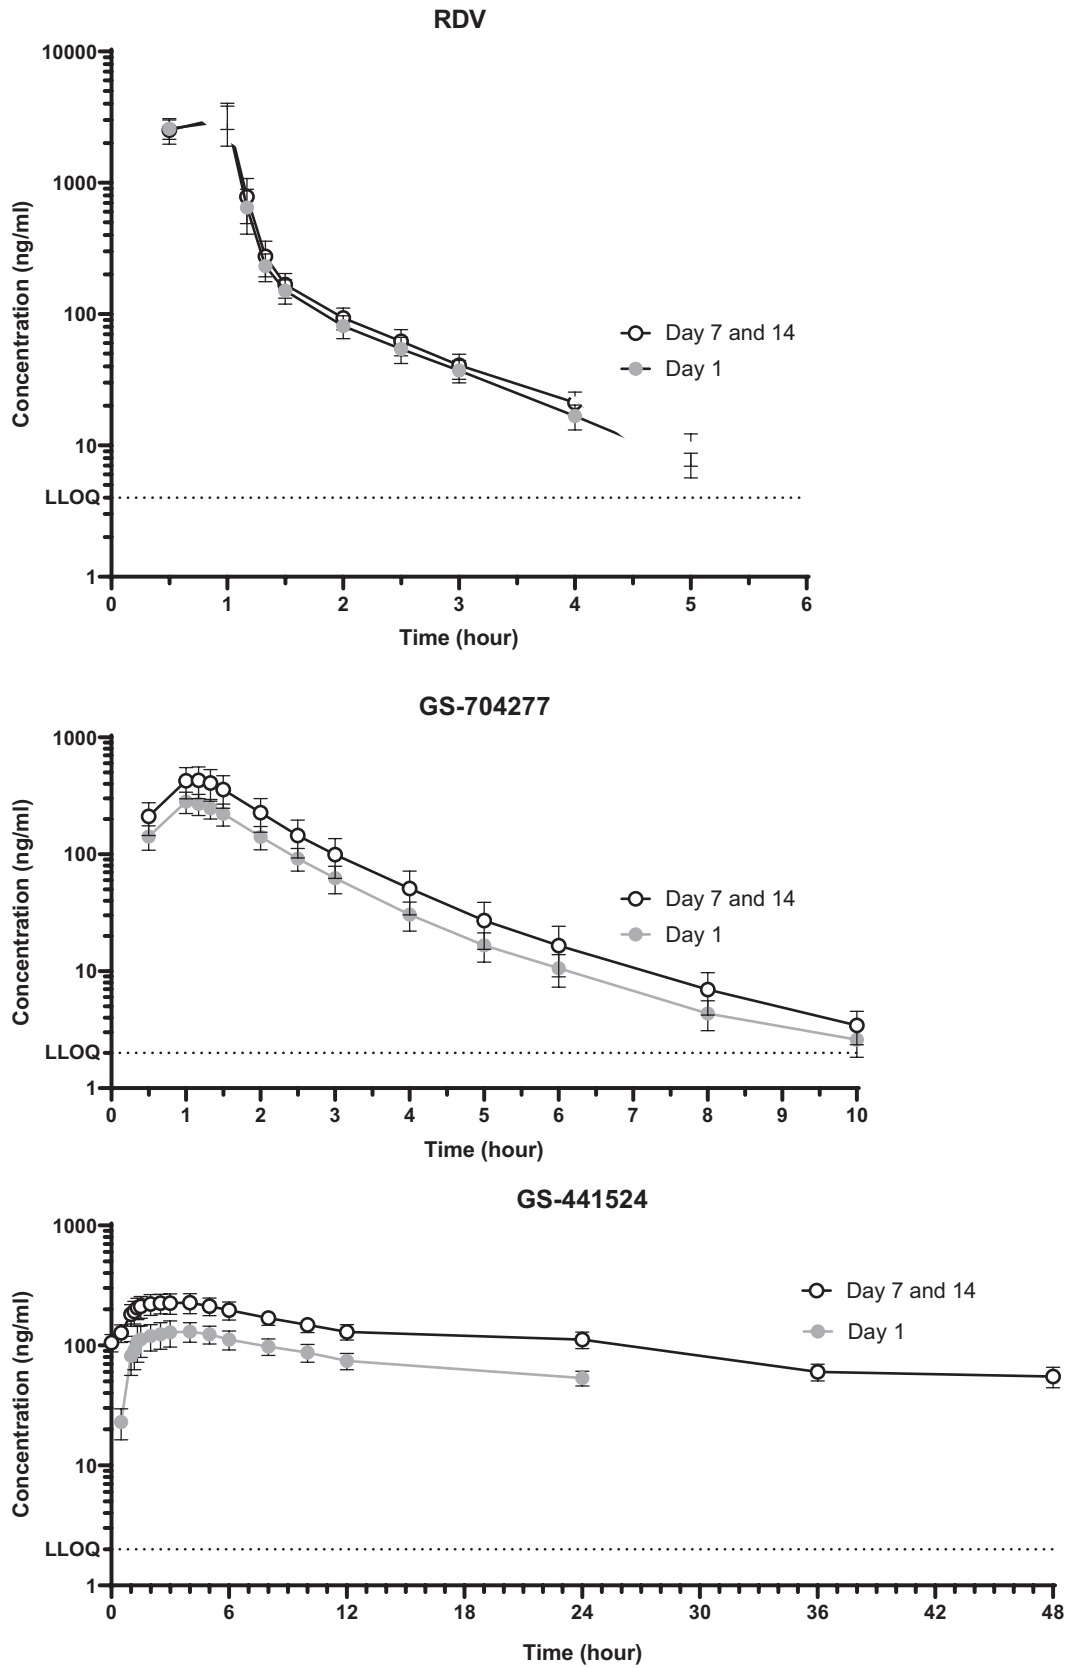 RDV
Concentration (ng/ml)
10000
1000
100
10
LLOQ
1
Day 7 and 14
Day 1
0 1 2 3 4 5 6
Time (hour)
GS-704277
Concentration (ng/ml)
1000
100
10
LLOQ
1
Day 7 and 14
Day 1
0 1 2 3 4 5 6 7 8 9 10
Time (hour)
GS-441524
Concentration (ng/ml)
1000
100
10
LLOQ
1
Day 7 and 14
Day 1
0 6 12 18 24 30 36 42 48
Time (hour)